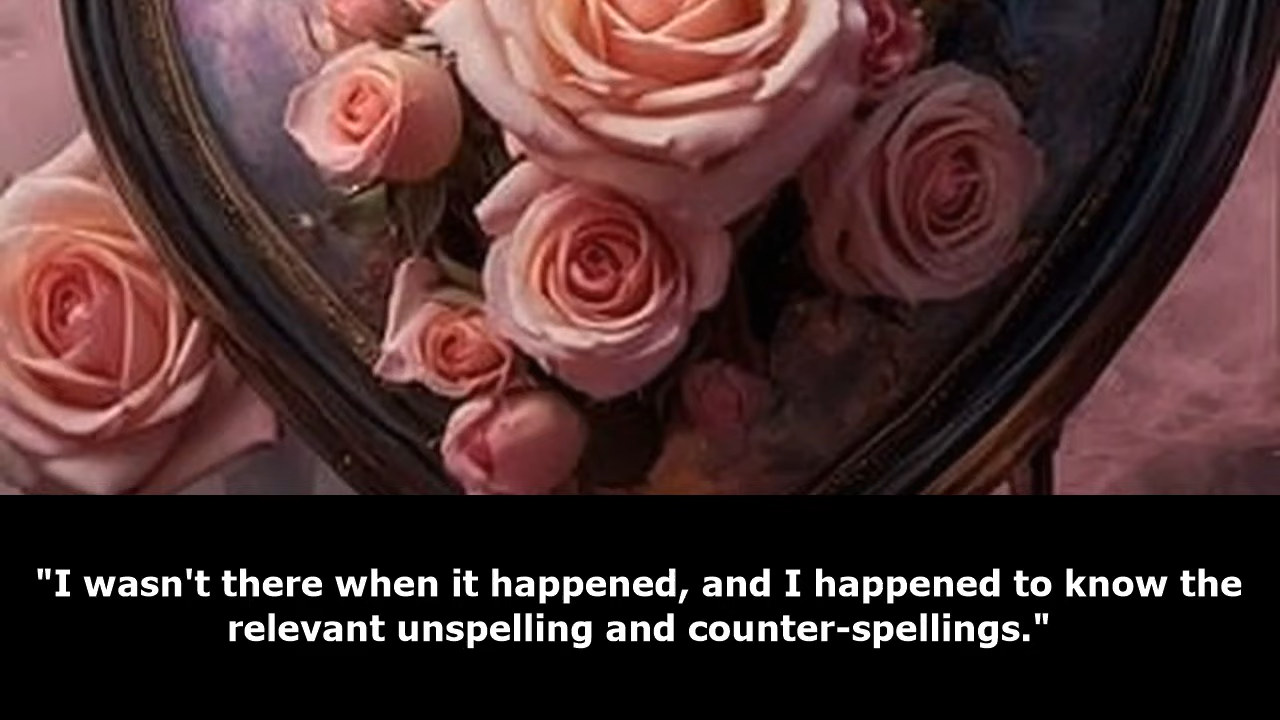 "I wasn't there when it happened, and I happened to know the
relevant unspelling and counter-spellings."